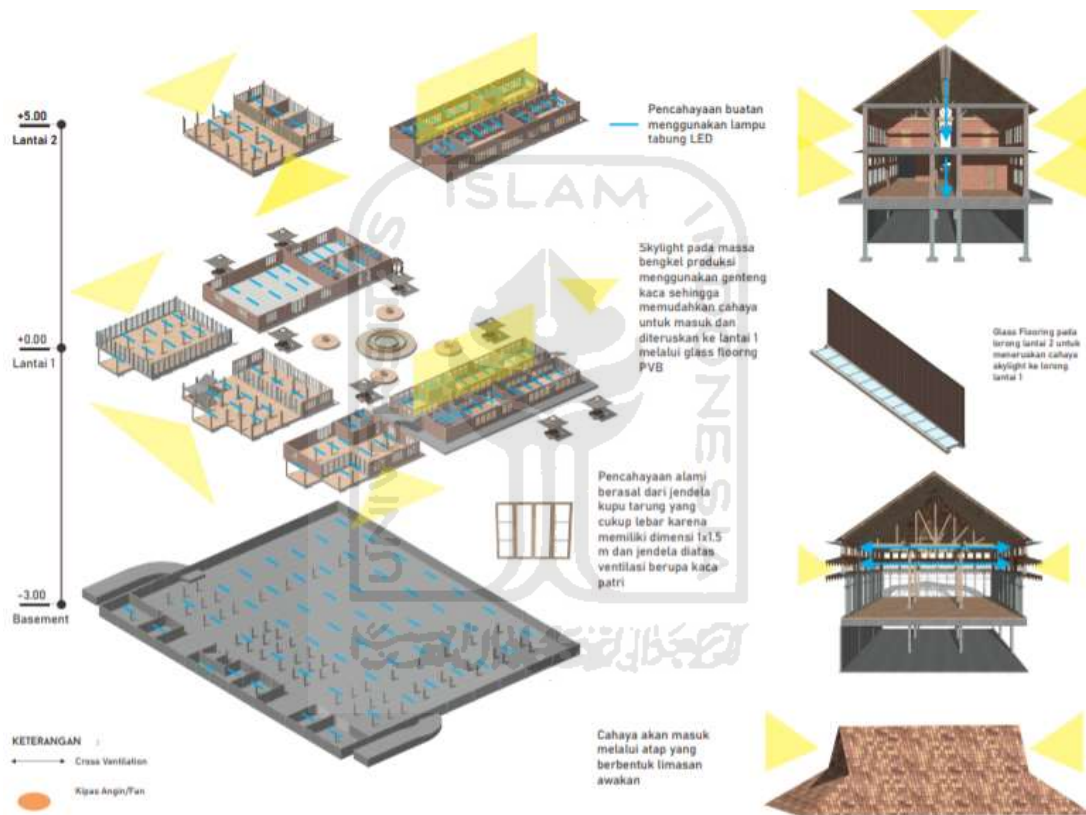 +5.00
Lantai 2
Pencahayaan buatan
menggunakan lampu
tabung LED
+0.00
Lantai 1
Skylight pada massa
bengkel produksi
menggunakan genteng
kaca sehingga
memudahkan cahaya
untuk masuk dan
diteruskan ke lantai 1
melalui glass floorng
PVB
Glass Flooring pada
lorong lantai 2 untuk
meneruskan cahaya
skylight ke lorong
lantai 1
Pencahayaan alami
berasal dari jendela
kupu tarung yang
cukup lebar karena
memiliki dimensi 1x1.5
m dan jendela diatas
ventilasi berupa kaca
patri
-3.00
Basement
Cahaya akan masuk
melalui atap yang
berbentuk limasan
awakan
KETERANGAN :
Cross Ventilation
Kipas Angin/Fan
ISLAM
UNIVERSITAS
INDONESIA